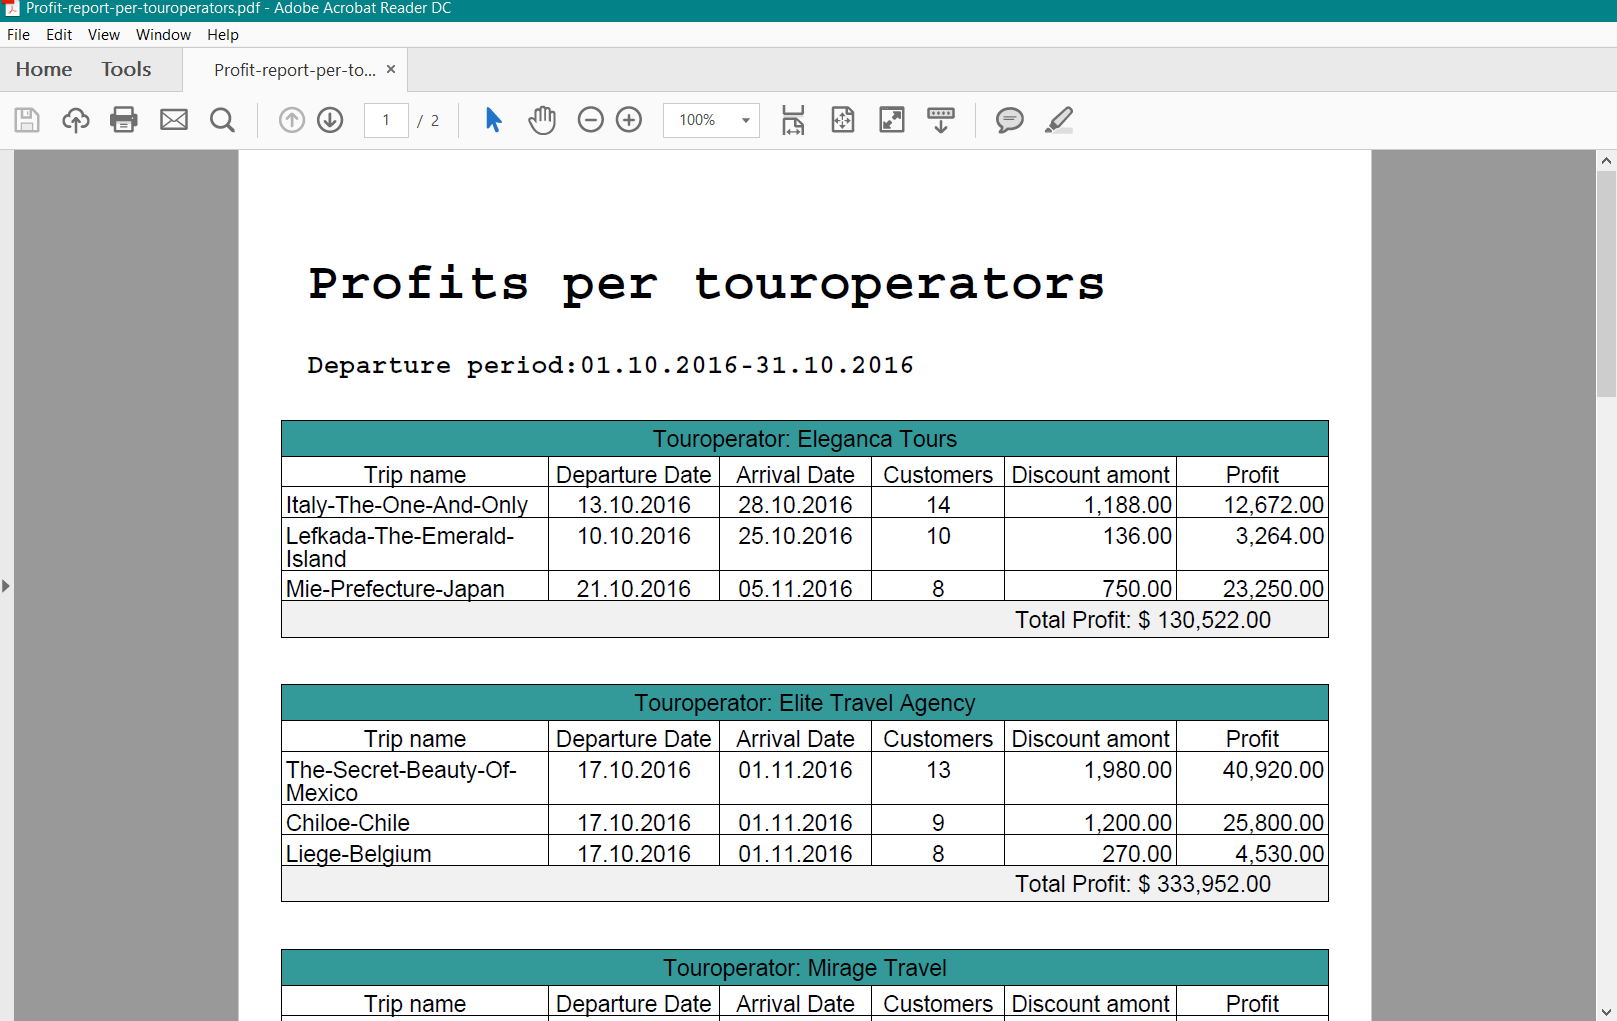 Profit-report-per-touroperators.pdf - Adobe Acrobat Reader DC
File Edit View Window Help
Home Tools Profit-report-per-to... ×
1 / 2 100%
Profits per touroperators
Departure period:01.10.2016-31.10.2016
Touroperator: Eleganca Tours
Trip name Departure Date Arrival Date Customers Discount amont Profit
Italy-The-One-And-Only 13.10.2016 28.10.2016 14 1,188.00 12,672.00
Lefkada-The-Emerald- 10.10.2016 25.10.2016 10 136.00 3,264.00
Island
Mie-Prefecture-Japan 21.10.2016 05.11.2016 8 750.00 23,250.00
Total Profit: $ 130,522.00
Touroperator: Elite Travel Agency
Trip name Departure Date Arrival Date Customers Discount amont Profit
The-Secret-Beauty-Of- 17.10.2016 01.11.2016 13 1,980.00 40,920.00
Mexico
Chiloe-Chile 17.10.2016 01.11.2016 9 1,200.00 25,800.00
Liege-Belgium 17.10.2016 01.11.2016 8 270.00 4,530.00
Total Profit: $ 333,952.00
Touroperator: Mirage Travel
Trip name Departure Date Arrival Date Customers Discount amont Profit